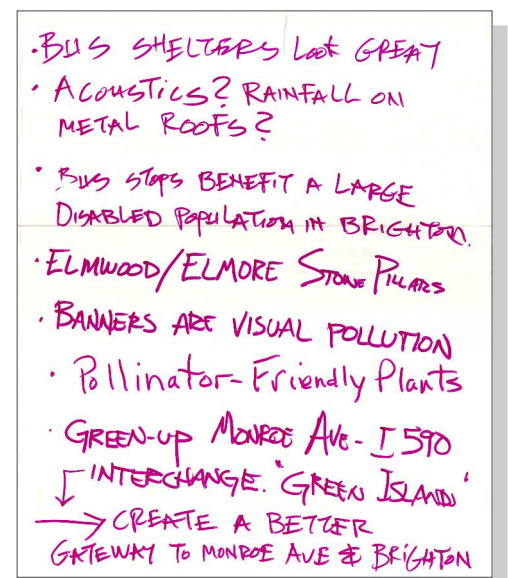 ·BUS SHELTERS Look GREAT
· ACOUSTICS? RAINFALL ON
METAL ROOFS?
· BUS STOPS BENEFIT A LARGE
DISABLED POPULATION IN BRIGHTON.
· ELMWOOD/ELMORE STONE PILLARS
· BANNERS ARE VISUAL POLLUTION
· Pollinator-Friendly Plants
· GREEN-UP MONROE AVE - I 590
INTERCHANGE. "GREEN ISLAND"
→ CREATE A BETTER
GATEWAY TO MONROE AVE & BRIGHTON